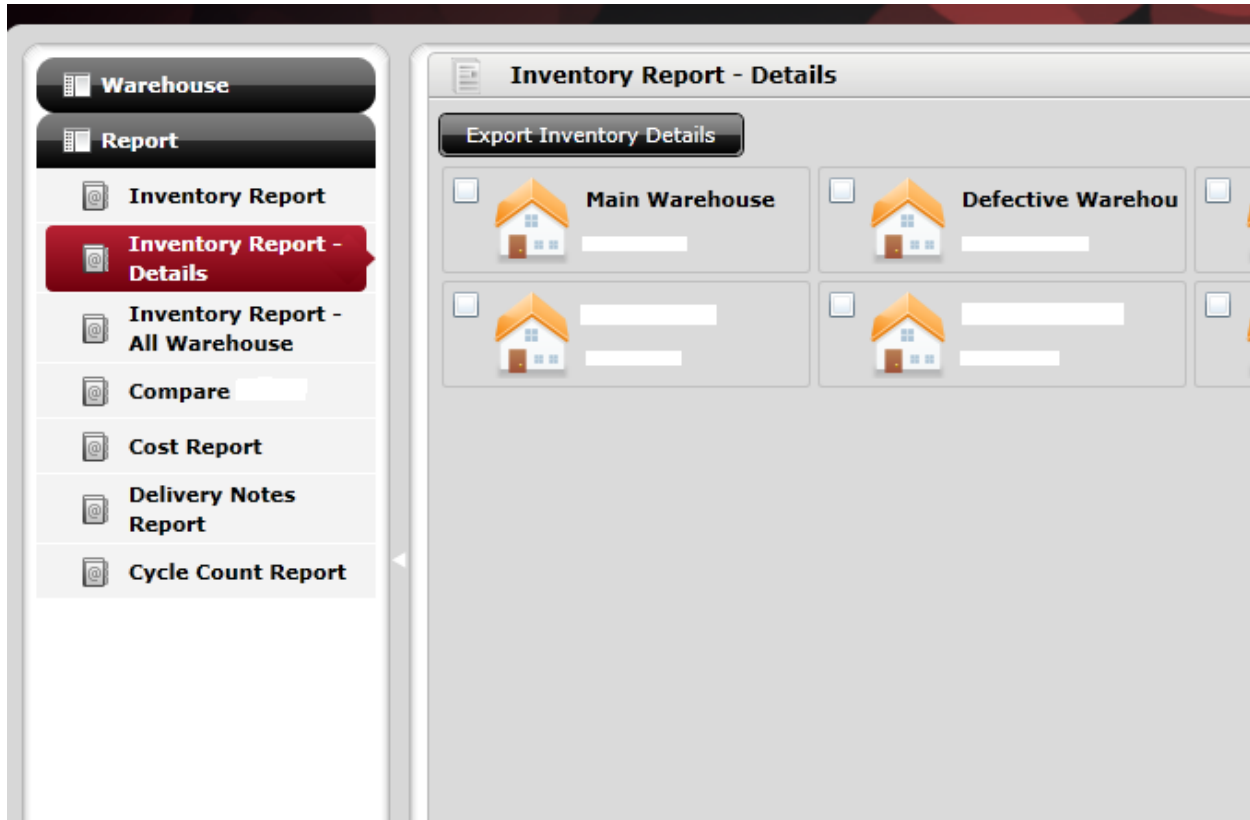 Warehouse
Report
Inventory Report
Inventory Report -
Details
Inventory Report -
All Warehouse
Compare
Cost Report
Delivery Notes
Report
Cycle Count Report
Inventory Report - Details
Export Inventory Details
Main Warehouse
Defective Warehou